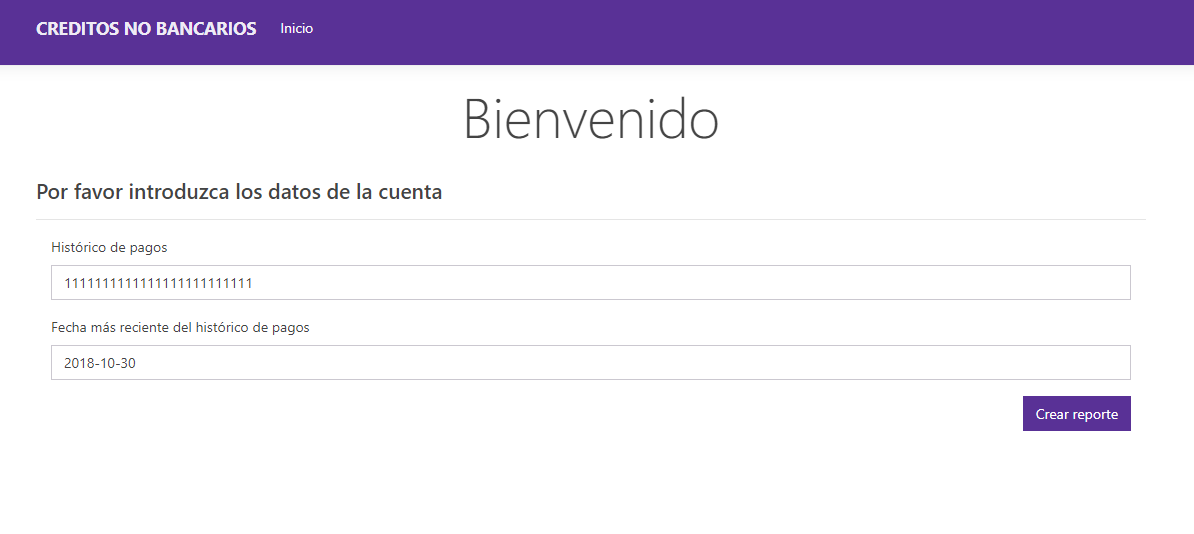 CREDITOS NO BANCARIOS Inicio
Bienvenido
Por favor introduzca los datos de la cuenta
Histórico de pagos
1111111111111111111111111
Fecha más reciente del histórico de pagos
2018-10-30
Crear reporte